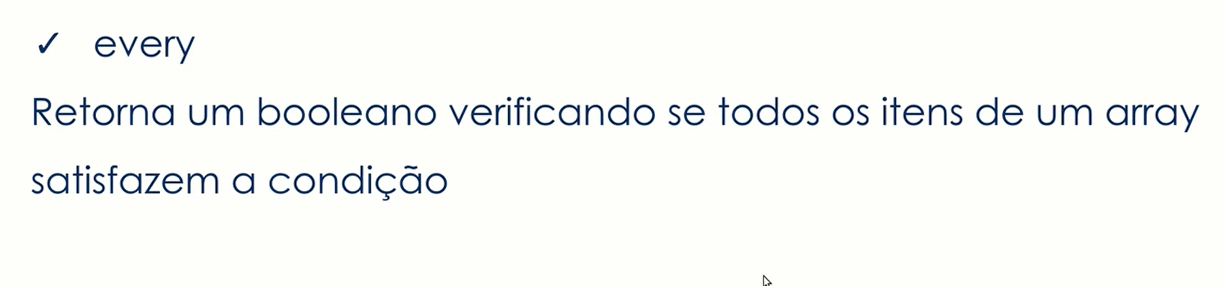 ✓ every
Retorna um booleano verificando se todos os itens de um array
satisfazem a condição